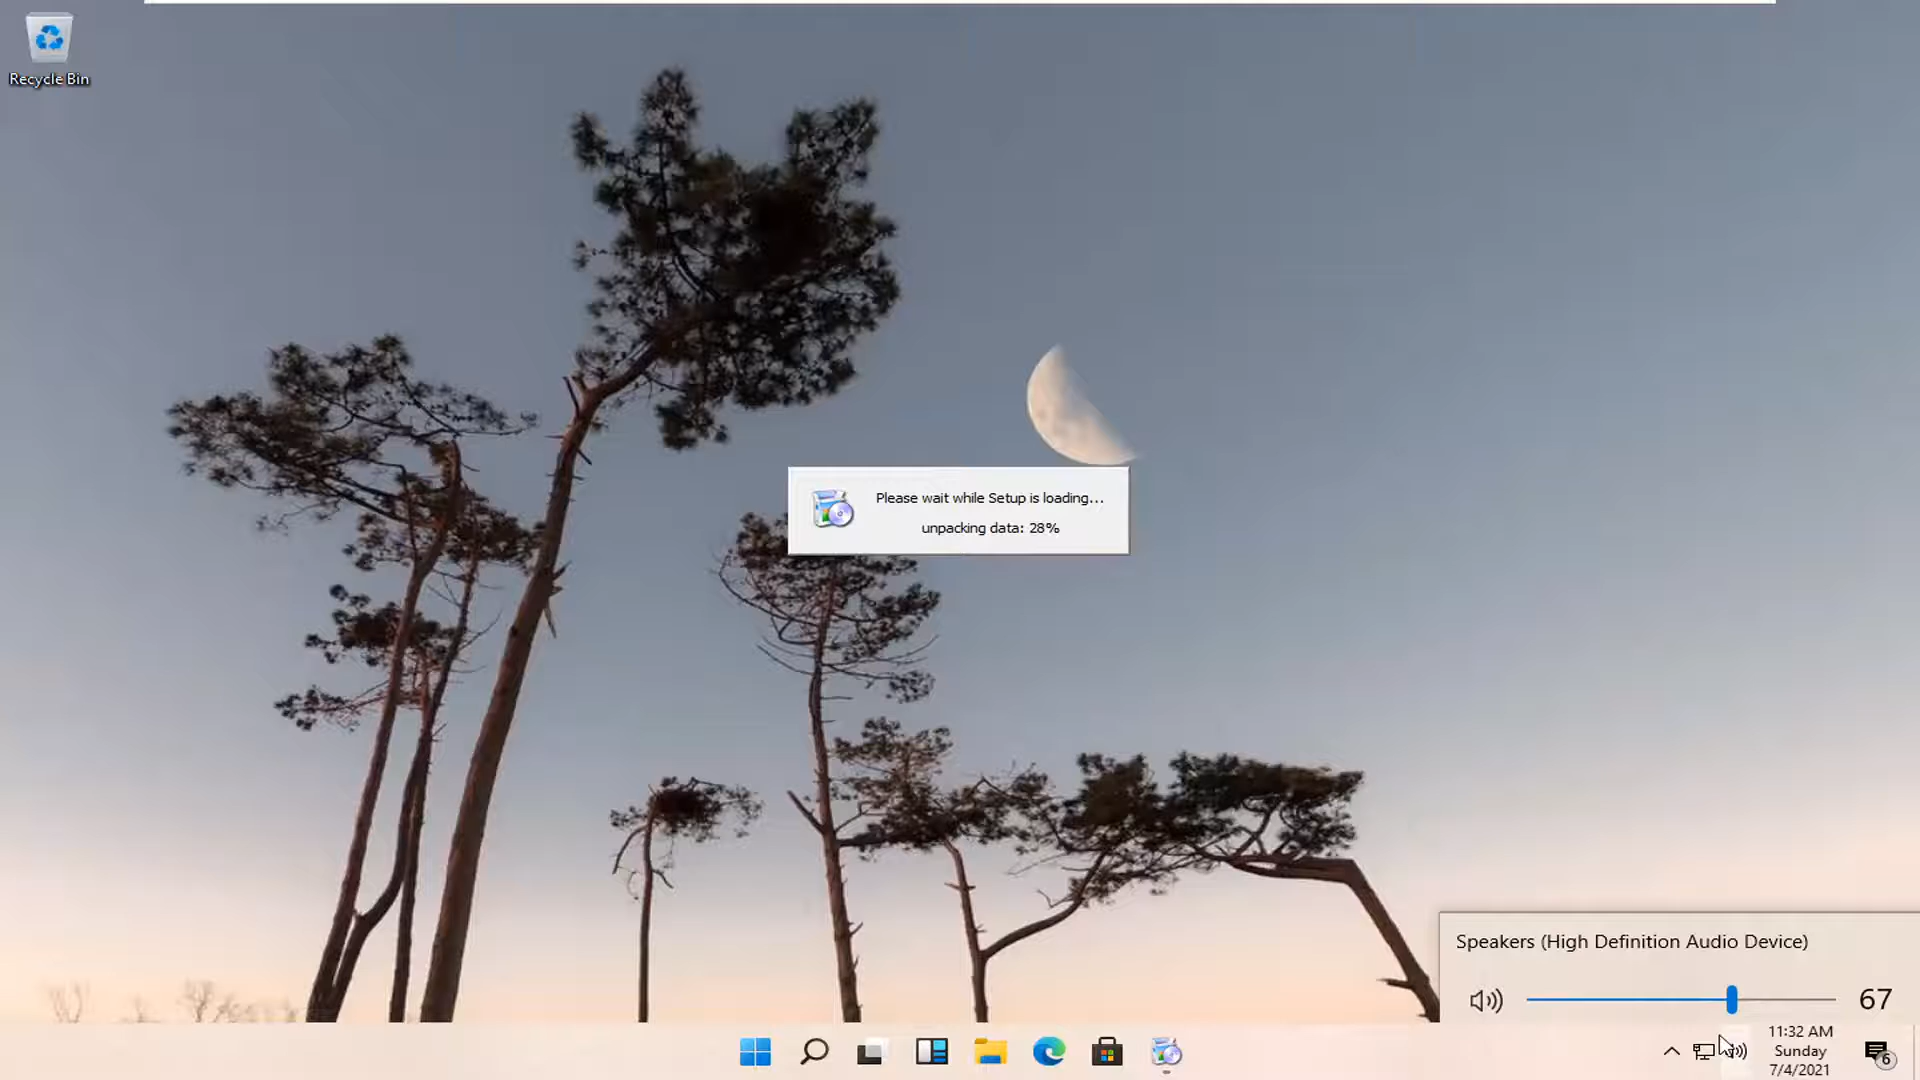 Recycle Bin
Please wait while Setup is loading...
unpacking data: 28%
Speakers (High Definition Audio Device)
67
11:32 AM
Sunday
7/4/2021
6